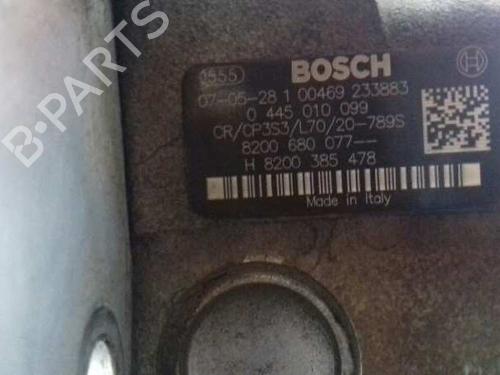 B-PARTS
1555 BOSCH
07-05-28 1 00469 233883
0 445 010 099
CR/CP3S3/L70/20-789S
8200 680 077--
H 8200 385 478
Made in Italy